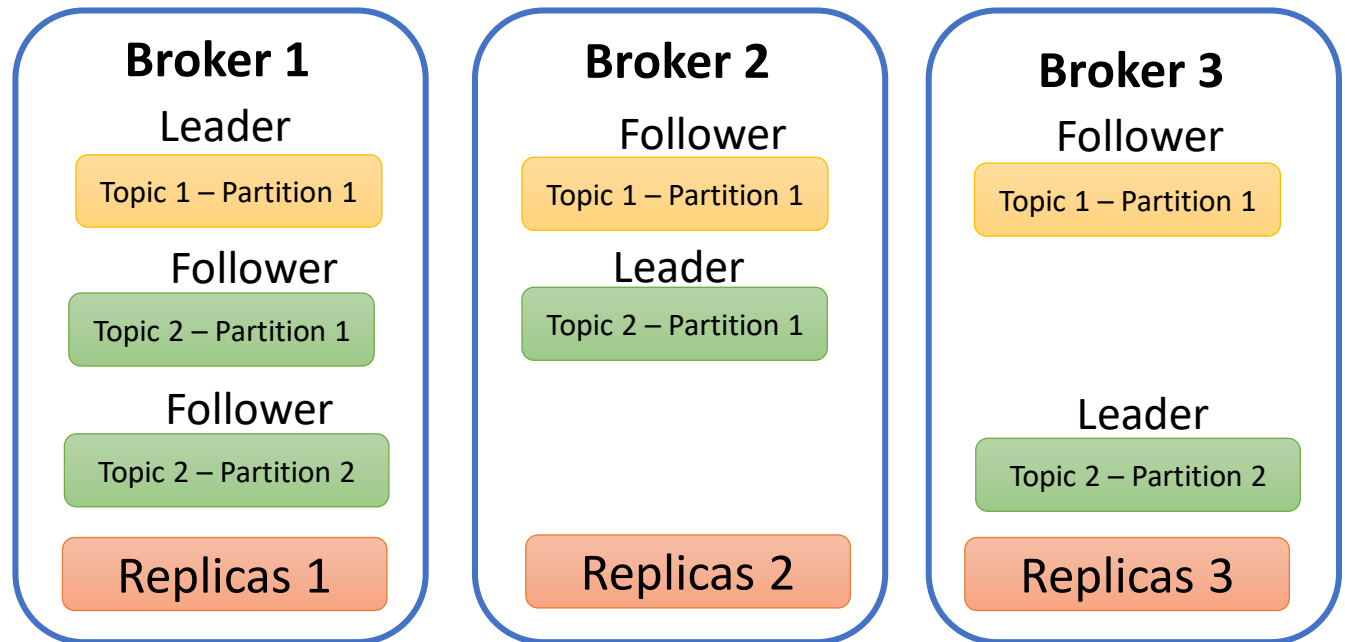 Broker 1
Leader
Topic 1 – Partition 1
Follower
Topic 2 – Partition 1
Follower
Topic 2 – Partition 2
Replicas 1
Broker 2
Follower
Topic 1 – Partition 1
Leader
Topic 2 – Partition 1
Replicas 2
Broker 3
Follower
Topic 1 – Partition 1
Leader
Topic 2 – Partition 2
Replicas 3